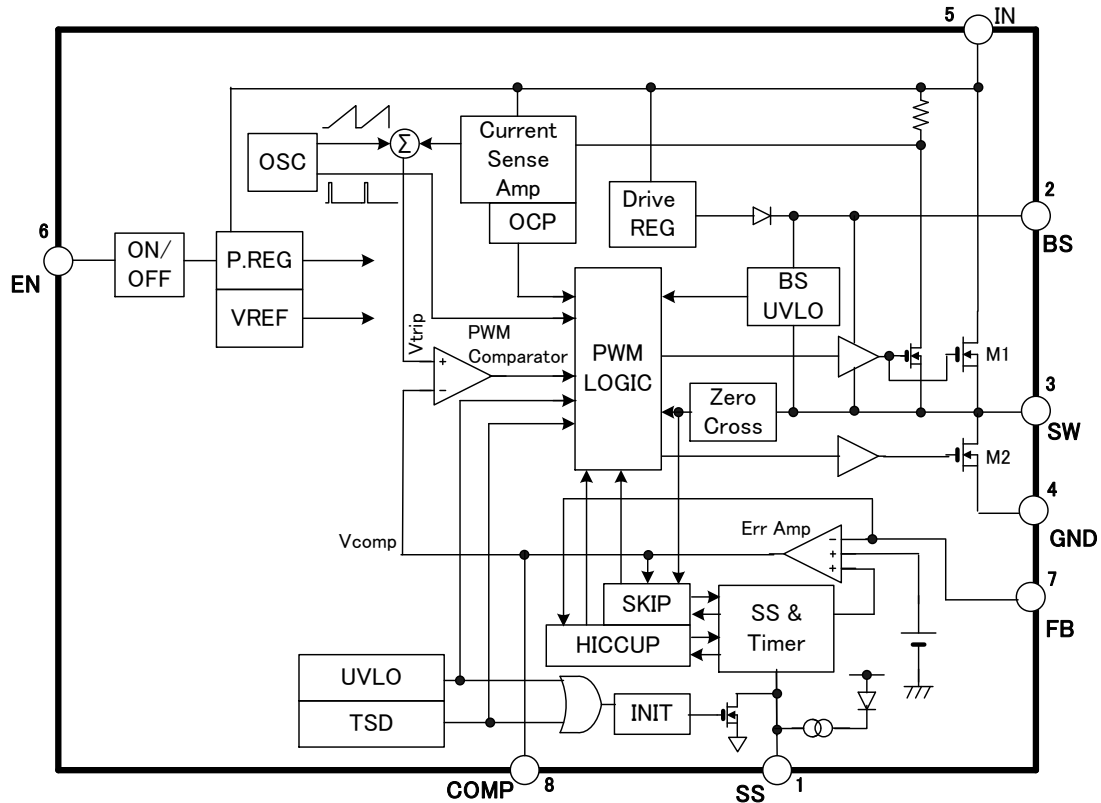 5
IN
Current
Sense
Amp
OSC
Σ
Drive
REG
2
BS
OCP
6
EN
ON/
OFF
P.REG
VREF
BS
UVLO
Vtrip
PWM
Comparator
+
−
PWM
LOGIC
M1
Zero
Cross
3
SW
M2
4
GND
Vcomp
Err Amp
−
+
+
7
FB
SKIP
HICCUP
SS &
Timer
UVLO
TSD
INIT
COMP
8
SS
1